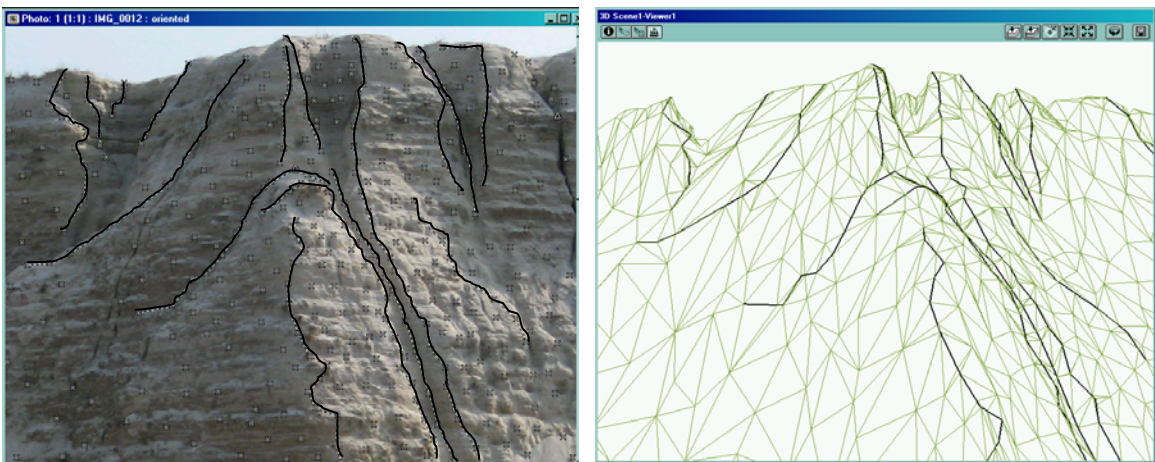 Photo: 1 (1:1) : IMG_0012 : oriented
3D Scene1-Viewer1